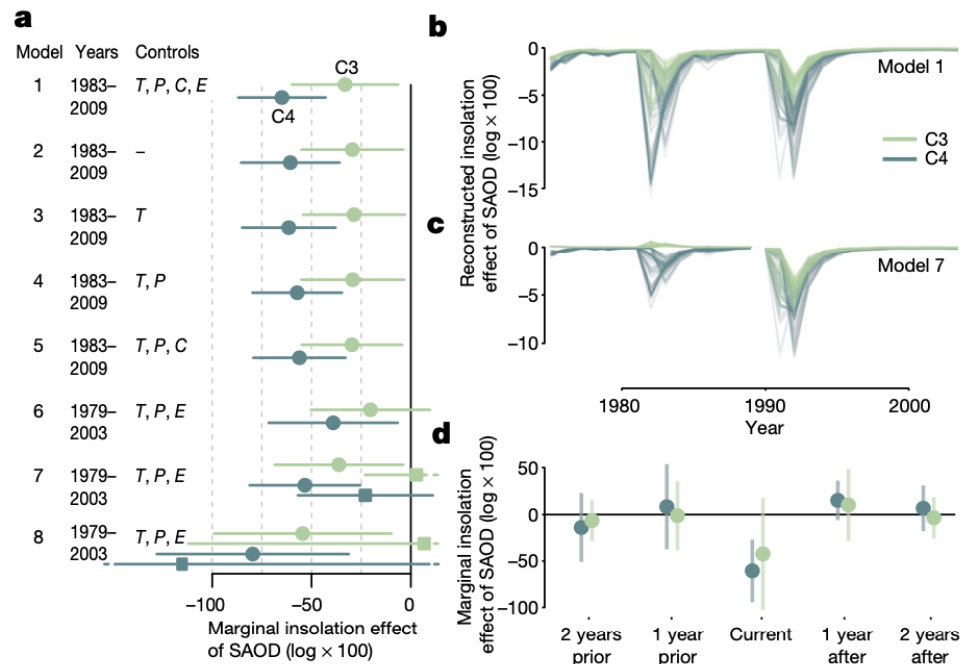 a
Model Years Controls
1 1983– 2009 T, P, C, E
C3
C4
2 1983– 2009 –
3 1983– 2009 T
4 1983– 2009 T, P
5 1983– 2009 T, P, C
6 1979– 2003 T, P, E
7 1979– 2003 T, P, E
8 1979– 2003 T, P, E
−100 −50 0
Marginal insolation effect
of SAOD (log × 100)
b
Reconstructed insolation
effect of SAOD (log × 100)
0
−5
−10
−15
Model 1
C3
C4
c
0
−5
−10
Model 7
1980 1990 2000
Year
d
Marginal insolation
effect of SAOD (log × 100)
50
0
−50
−100
2 years
prior
1 year
prior
Current
1 year
after
2 years
after